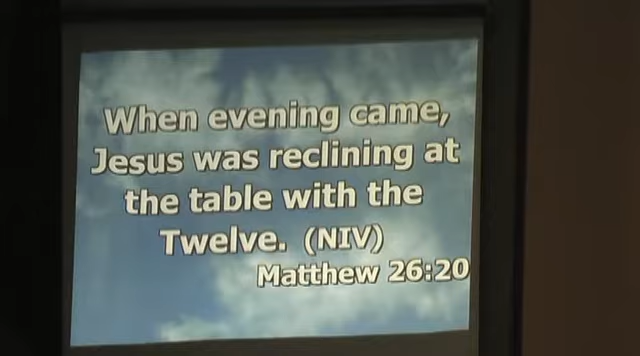 When evening came,
Jesus was reclining at
the table with the
Twelve. (NIV)
Matthew 26:20